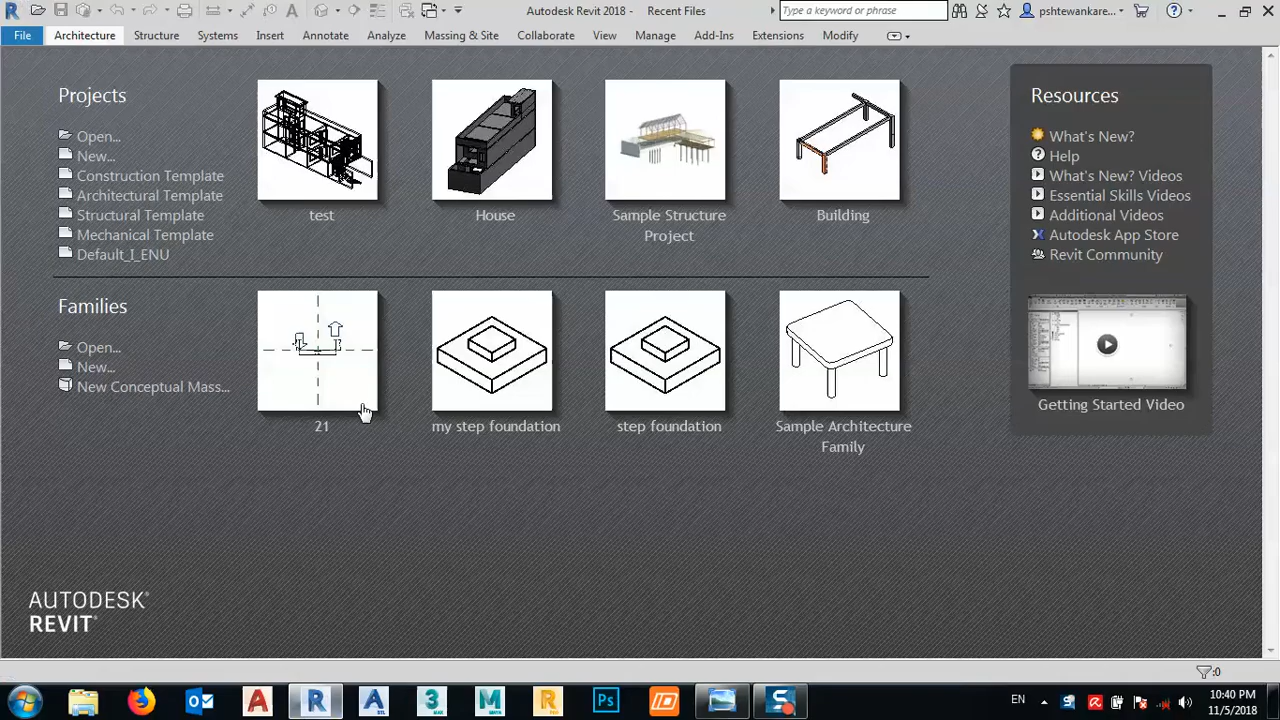 Autodesk Revit 2018 - Recent Files
Type a keyword or phrase
pshtewankare...
File Architecture Structure Systems Insert Annotate Analyze Massing & Site Collaborate View Manage Add-Ins Extensions Modify
Projects
Open...
New...
Construction Template
Architectural Template
Structural Template
Mechanical Template
Default_I_ENU
test
House
Sample Structure
Project
Building
Families
Open...
New...
New Conceptual Mass...
21
my step foundation
step foundation
Sample Architecture
Family
Resources
What's New?
Help
What's New? Videos
Essential Skills Videos
Additional Videos
Autodesk App Store
Revit Community
Getting Started Video
AUTODESK®
REVIT®
:0
EN
10:40 PM
11/5/2018